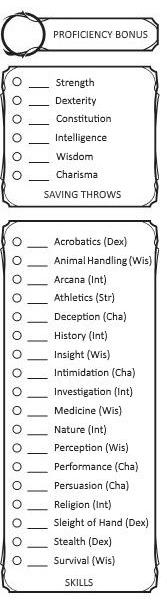 PROFICIENCY BONUS
Strength
Dexterity
Constitution
Intelligence
Wisdom
Charisma
SAVING THROWS
Acrobatics (Dex)
Animal Handling (Wis)
Arcana (Int)
Athletics (Str)
Deception (Cha)
History (Int)
Insight (Wis)
Intimidation (Cha)
Investigation (Int)
Medicine (Wis)
Nature (Int)
Perception (Wis)
Performance (Cha)
Persuasion (Cha)
Religion (Int)
Sleight of Hand (Dex)
Stealth (Dex)
Survival (Wis)
SKILLS